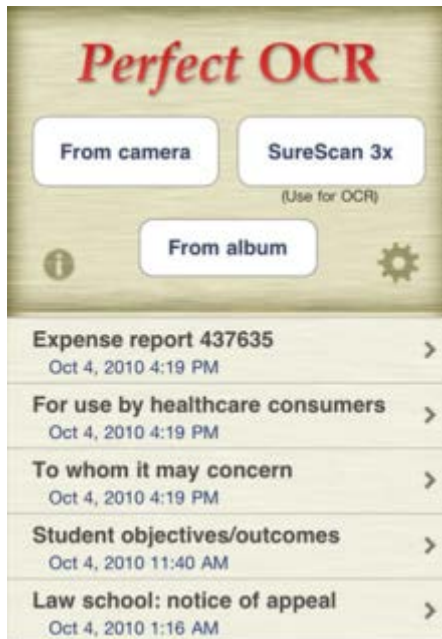 Perfect OCR
From camera
SureScan 3x
(Use for OCR)
From album
Expense report 437635
Oct 4, 2010 4:19 PM
For use by healthcare consumers
Oct 4, 2010 4:19 PM
To whom it may concern
Oct 4, 2010 4:19 PM
Student objectives/outcomes
Oct 4, 2010 11:40 AM
Law school: notice of appeal
Oct 4, 2010 1:16 AM